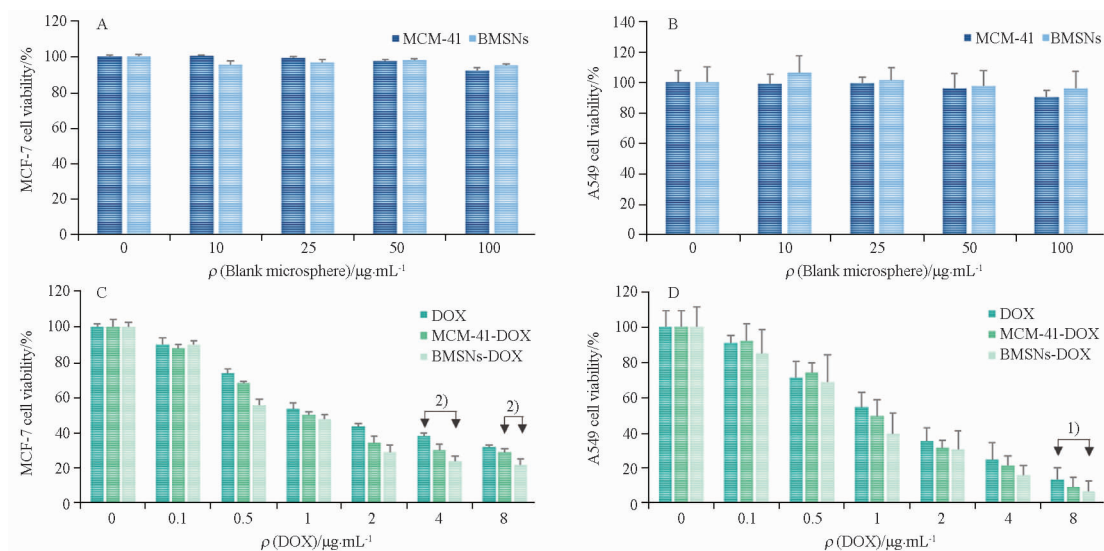 A
MCM-41 BMSNs
MCF-7 cell viability/%
120
100
80
60
40
20
0
0 10 25 50 100
ρ (Blank microsphere)/μg·mL⁻¹
B
MCM-41 BMSNs
A549 cell viability/%
140
120
100
80
60
40
20
0
0 10 25 50 100
ρ (Blank microsphere)/μg·mL⁻¹
C
DOX
MCM-41-DOX
BMSNs-DOX
MCF-7 cell viability/%
120
100
80
60
40
20
0
2) 2)
0 0.1 0.5 1 2 4 8
ρ (DOX)/μg·mL⁻¹
D
DOX
MCM-41-DOX
BMSNs-DOX
A549 cell viability/%
120
100
80
60
40
20
0
1)
0 0.1 0.5 1 2 4 8
ρ (DOX)/μg·mL⁻¹